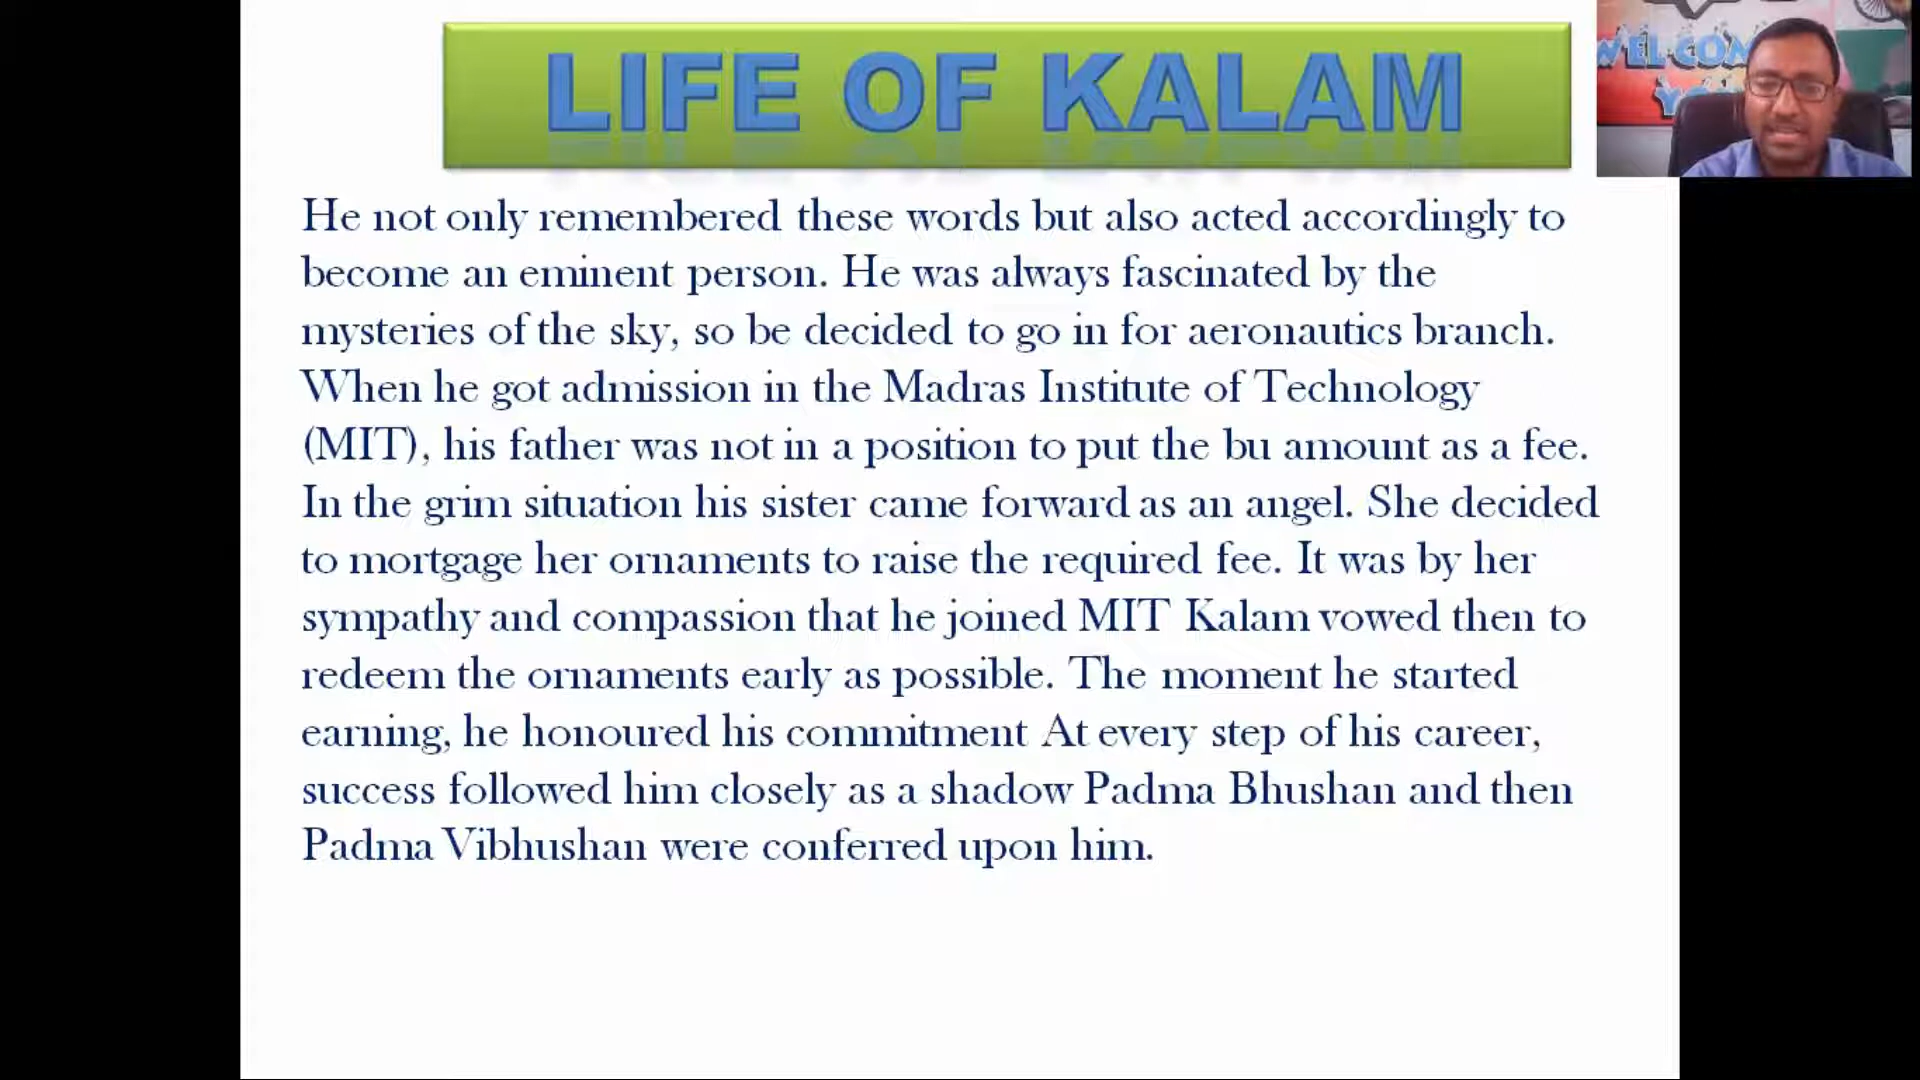 LIFE OF KALAM
He not only remembered these words but also acted accordingly to
become an eminent person. He was always fascinated by the
mysteries of the sky, so be decided to go in for aeronautics branch.
When he got admission in the Madras Institute of Technology
(MIT), his father was not in a position to put the bu amount as a fee.
In the grim situation his sister came forward as an angel. She decided
to mortgage her ornaments to raise the required fee. It was by her
sympathy and compassion that he joined MIT Kalam vowed then to
redeem the ornaments early as possible. The moment he started
earning, he honoured his commitment At every step of his career,
success followed him closely as a shadow Padma Bhushan and then
Padma Vibhushan were conferred upon him.